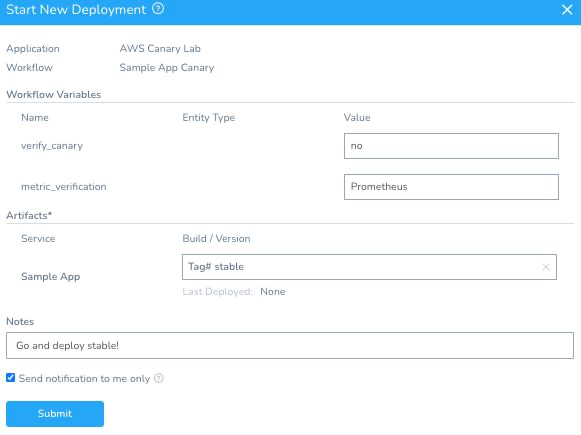 Start New Deployment ?
Application AWS Canary Lab
Workflow Sample App Canary
Workflow Variables
Name Entity Type Value
verify_canary no
metric_verification Prometheus
Artifacts*
Service Build / Version
Sample App Tag# stable
Last Deployed: None
Notes
Go and deploy stable!
Send notification to me only ?
Submit